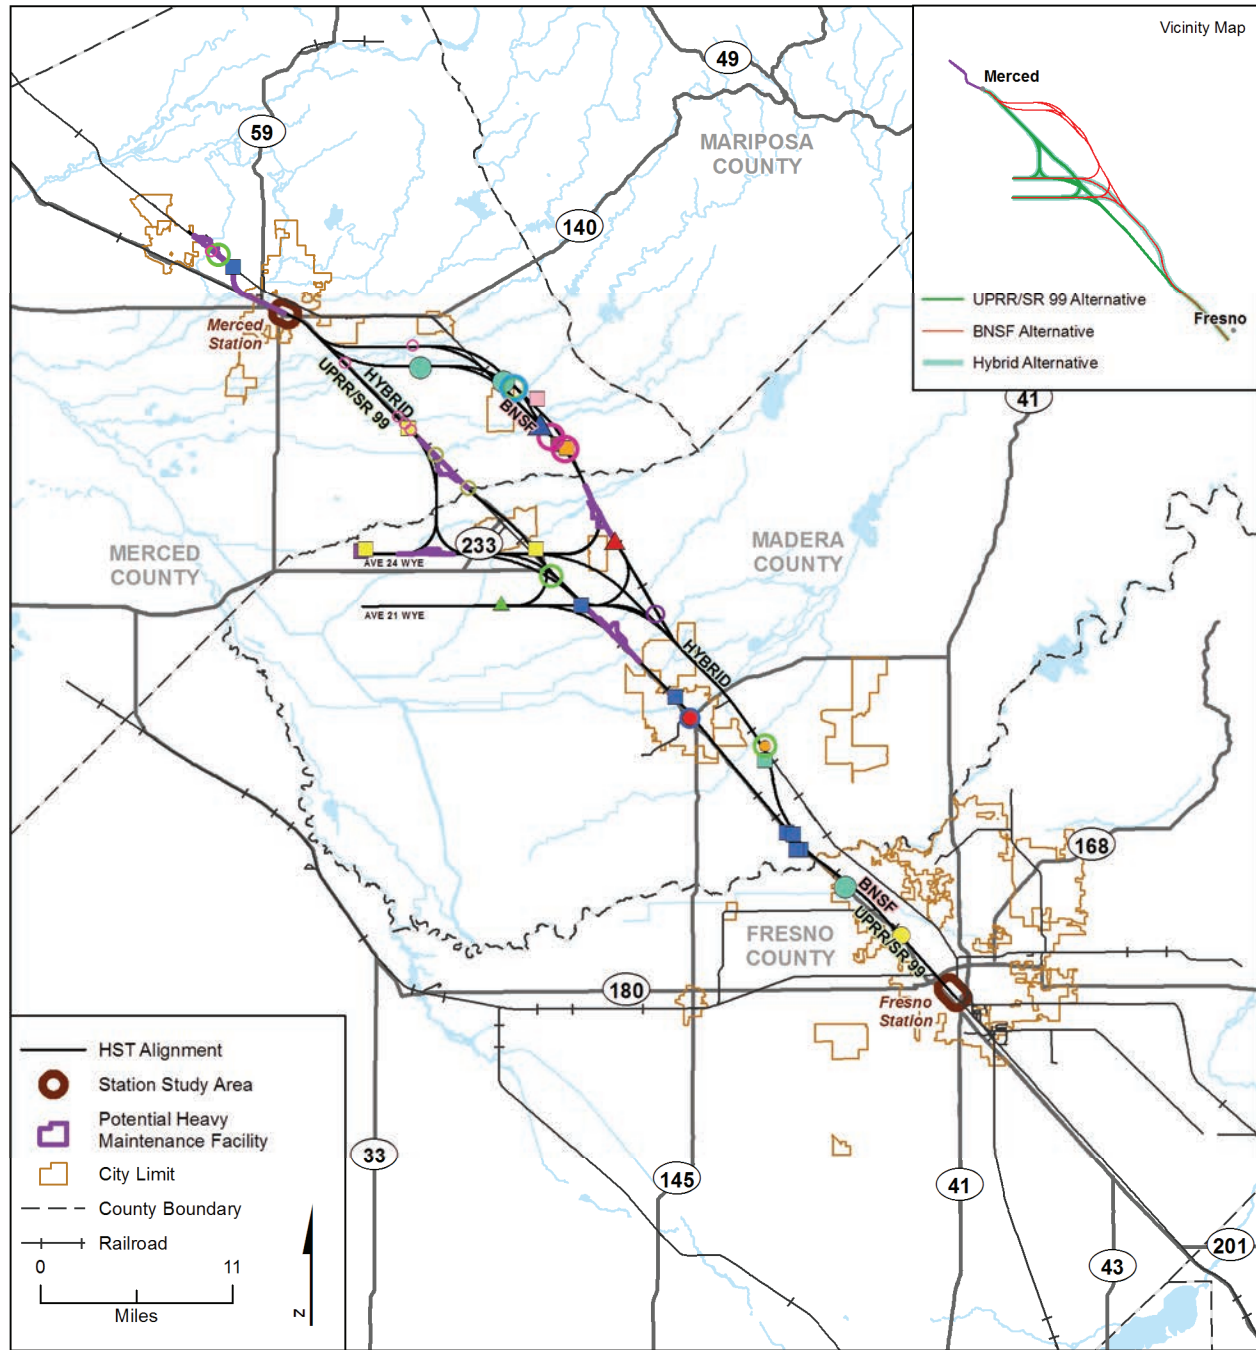 Vicinity Map
Merced
Fresno
UPRR/SR 99 Alternative
BNSF Alternative
Hybrid Alternative
49
59
MARIPOSA
COUNTY
140
41
Merced
Station
HYBRID
UPRR/SR 99
BNSF
233
MERCED
COUNTY
MADERA
COUNTY
AVE 24 WYE
AVE 21 WYE
HYBRID
168
BNSF
UPRR/SR 99
FRESNO
COUNTY
180
Fresno
Station
33
145
41
43
201
HST Alignment
Station Study Area
Potential Heavy
Maintenance Facility
City Limit
County Boundary
Railroad
0 11
Miles
N